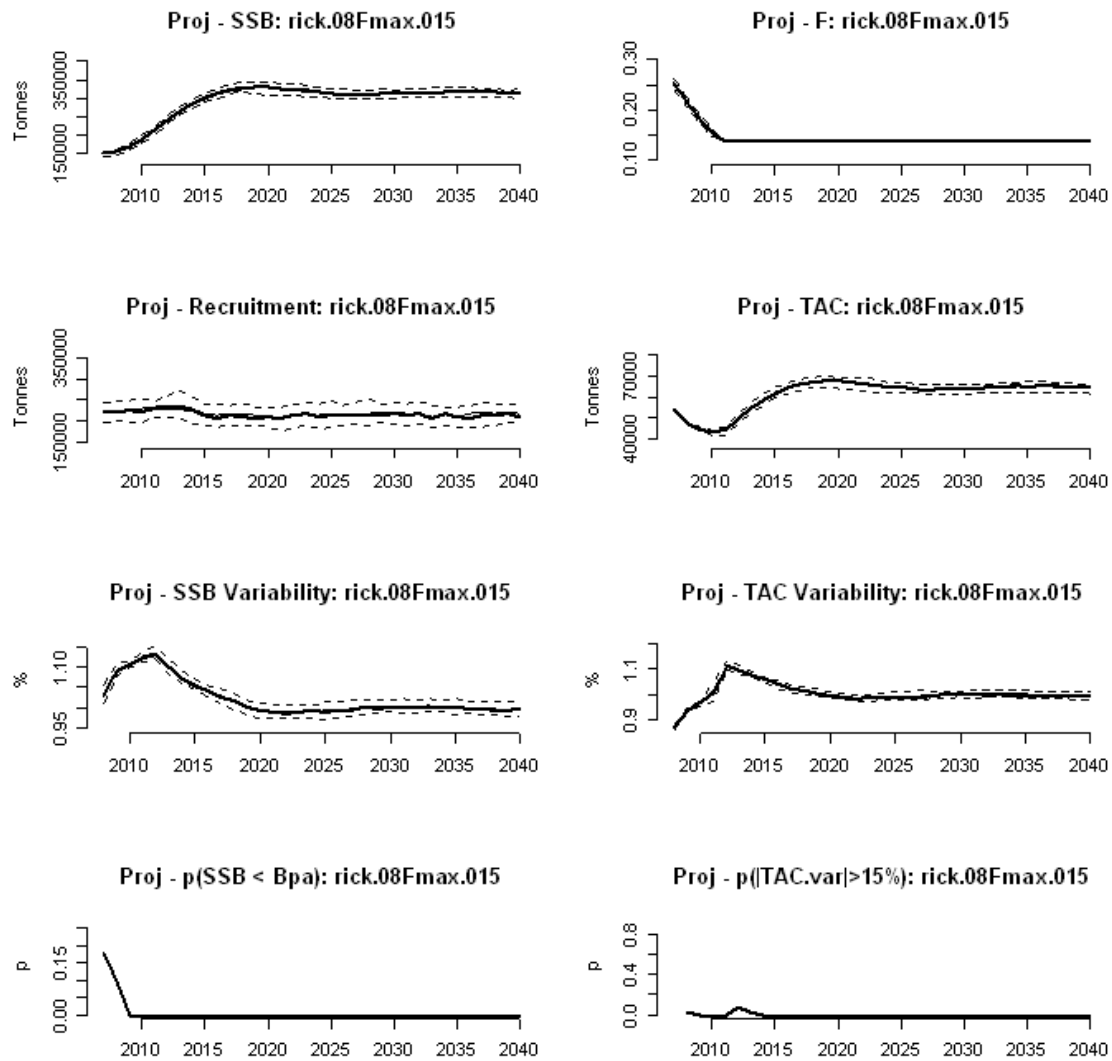 Proj - SSB: rick.08Fmax.015
Tonnes
150000 350000
2010 2015 2020 2025 2030 2035 2040
Proj - F: rick.08Fmax.015
0.10 0.20 0.30
2010 2015 2020 2025 2030 2035 2040
Proj - Recruitment: rick.08Fmax.015
Tonnes
150000 350000
2010 2015 2020 2025 2030 2035 2040
Proj - TAC: rick.08Fmax.015
Tonnes
40000 70000
2010 2015 2020 2025 2030 2035 2040
Proj - SSB Variability: rick.08Fmax.015
%
0.95 1.10
2010 2015 2020 2025 2030 2035 2040
Proj - TAC Variability: rick.08Fmax.015
%
0.9 1.1
2010 2015 2020 2025 2030 2035 2040
Proj - p(SSB < Bpa): rick.08Fmax.015
p
0.00 0.15
2010 2015 2020 2025 2030 2035 2040
Proj - p(|TAC.var|>15%): rick.08Fmax.015
p
0.0 0.4 0.8
2010 2015 2020 2025 2030 2035 2040